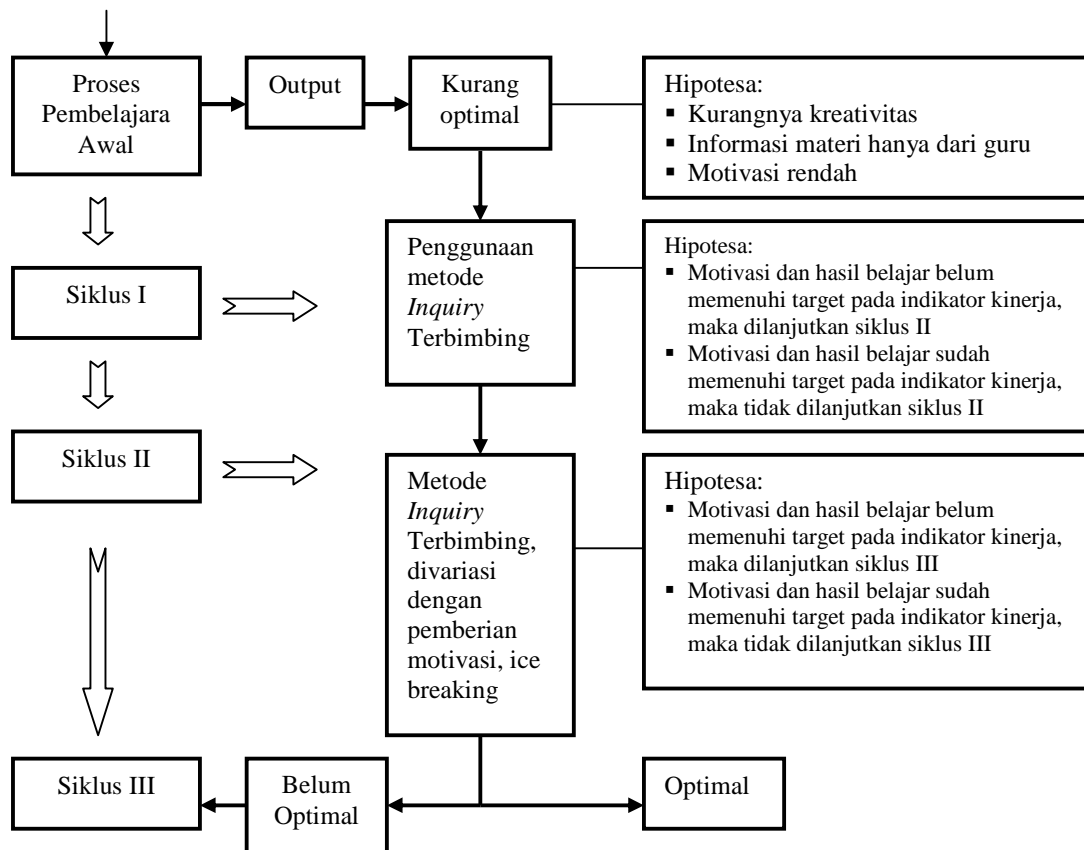 Proses
Pembelajara
Awal
Output
Kurang
optimal
Hipotesa:
▪ Kurangnya kreativitas
▪ Informasi materi hanya dari guru
▪ Motivasi rendah
Siklus I
Penggunaan
metode
Inquiry
Terbimbing
Hipotesa:
▪ Motivasi dan hasil belajar belum
memenuhi target pada indikator kinerja,
maka dilanjutkan siklus II
▪ Motivasi dan hasil belajar sudah
memenuhi target pada indikator kinerja,
maka tidak dilanjutkan siklus II
Siklus II
Metode
Inquiry
Terbimbing,
divariasi
dengan
pemberian
motivasi, ice
breaking
Hipotesa:
▪ Motivasi dan hasil belajar belum
memenuhi target pada indikator kinerja,
maka dilanjutkan siklus III
▪ Motivasi dan hasil belajar sudah
memenuhi target pada indikator kinerja,
maka tidak dilanjutkan siklus III
Siklus III
Belum
Optimal
Optimal